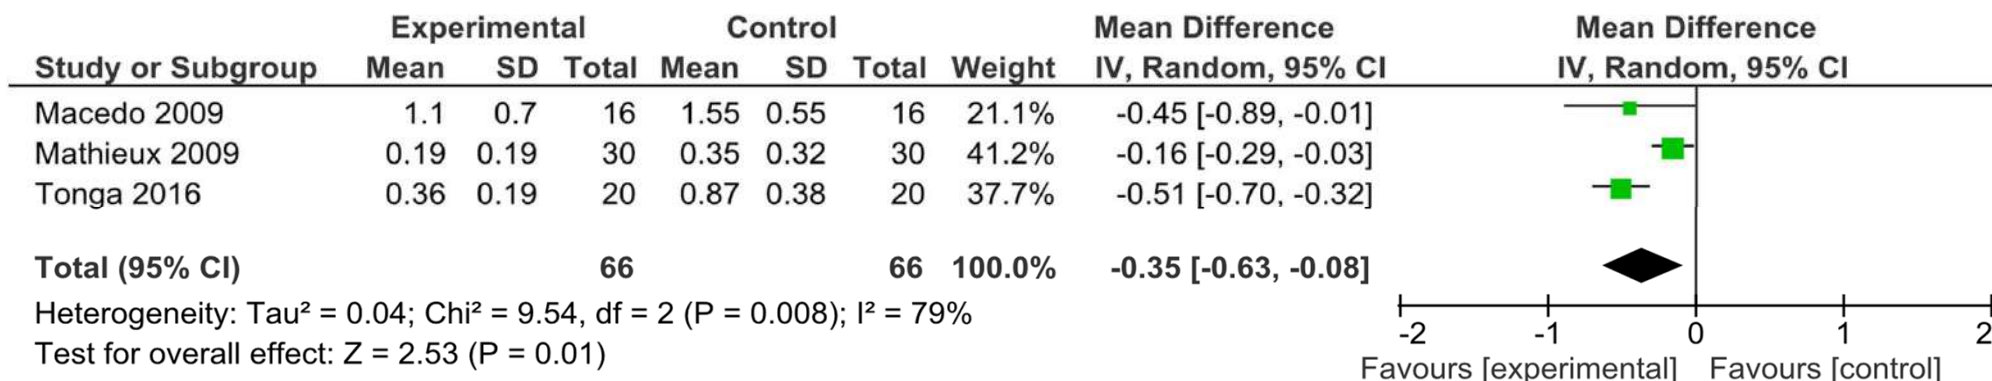 Experimental Control Mean Difference Mean Difference
Study or Subgroup Mean SD Total Mean SD Total Weight IV, Random, 95% CI IV, Random, 95% CI
Macedo 2009 1.1 0.7 16 1.55 0.55 16 21.1% -0.45 [-0.89, -0.01]
Mathieux 2009 0.19 0.19 30 0.35 0.32 30 41.2% -0.16 [-0.29, -0.03]
Tonga 2016 0.36 0.19 20 0.87 0.38 20 37.7% -0.51 [-0.70, -0.32]
Total (95% CI) 66 66 100.0% -0.35 [-0.63, -0.08]
Heterogeneity: Tau² = 0.04; Chi² = 9.54, df = 2 (P = 0.008); I² = 79%
Test for overall effect: Z = 2.53 (P = 0.01)
-2 -1 0 1 2
Favours [experimental] Favours [control]